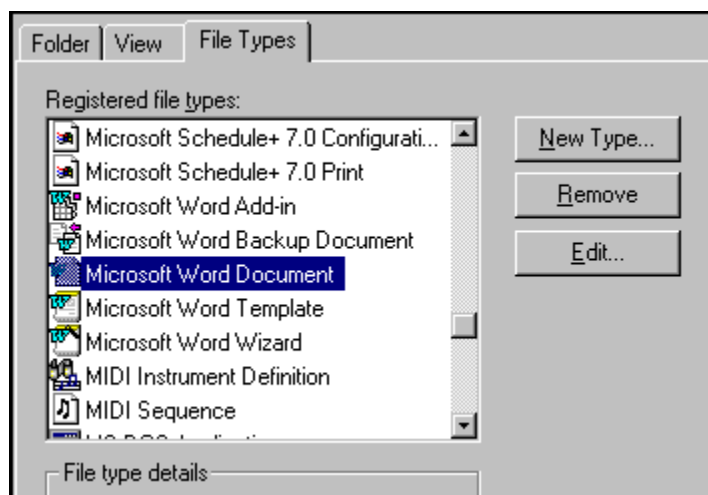 Folder View File Types
Registered file types:
Microsoft Schedule+ 7.0 Configurati...
Microsoft Schedule+ 7.0 Print
Microsoft Word Add-in
Microsoft Word Backup Document
Microsoft Word Document
Microsoft Word Template
Microsoft Word Wizard
MIDI Instrument Definition
MIDI Sequence
New Type...
Remove
Edit...
File type details